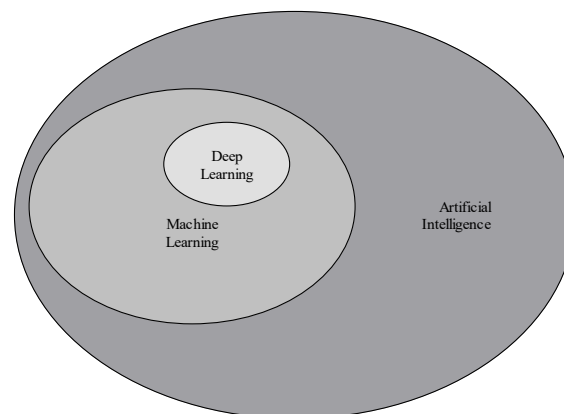 Deep
Learning
Machine
Learning
Artificial
Intelligence